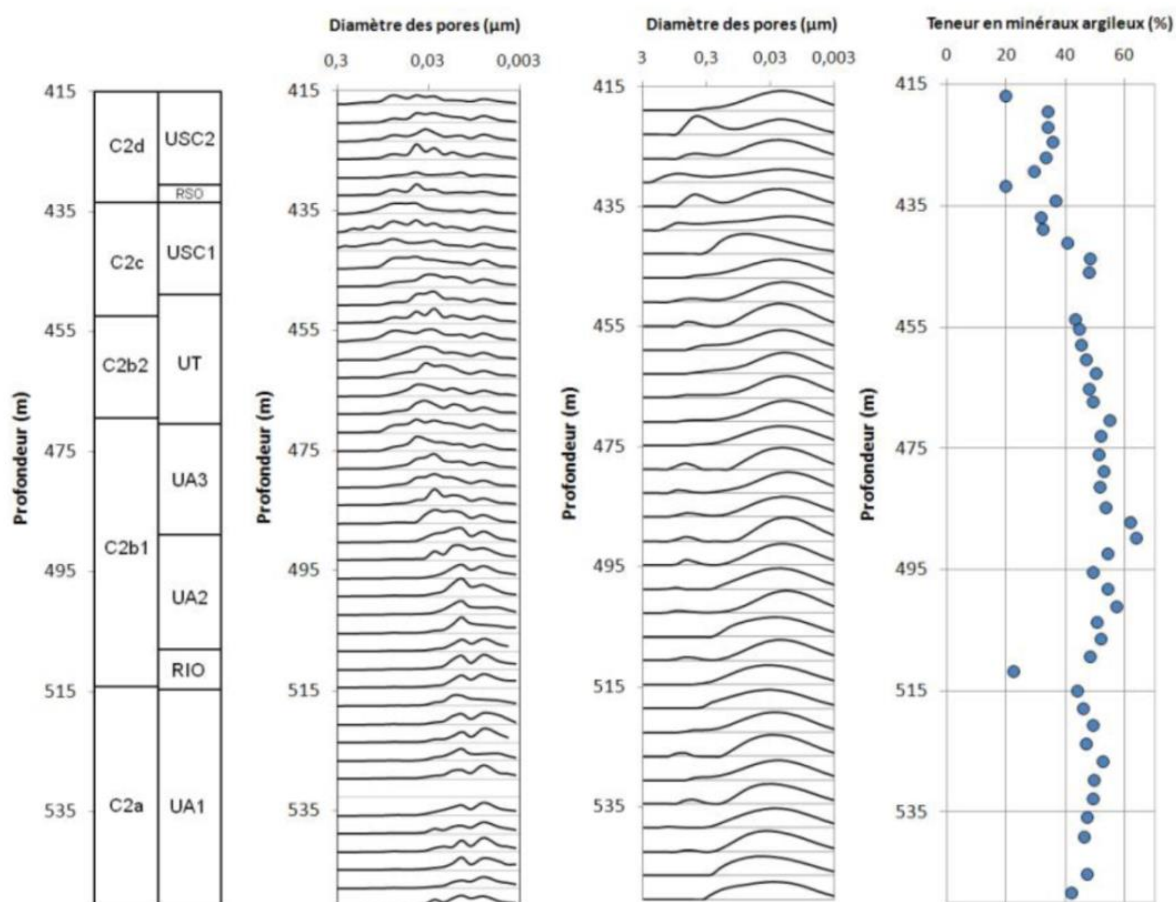 Diamètre des pores (µm)
0,3 0,03 0,003
Diamètre des pores (µm)
3 0,3 0,03 0,003
Teneur en minéraux argileux (%)
0 20 40 60
Profondeur (m)
415
435
455
475
495
515
535
C2d
C2c
C2b2
C2b1
C2a
USC2
RSO
USC1
UT
UA3
UA2
RIO
UA1
Profondeur (m)
415
435
455
475
495
515
535
Profondeur (m)
415
435
455
475
495
515
535
Profondeur (m)
415
435
455
475
495
515
535